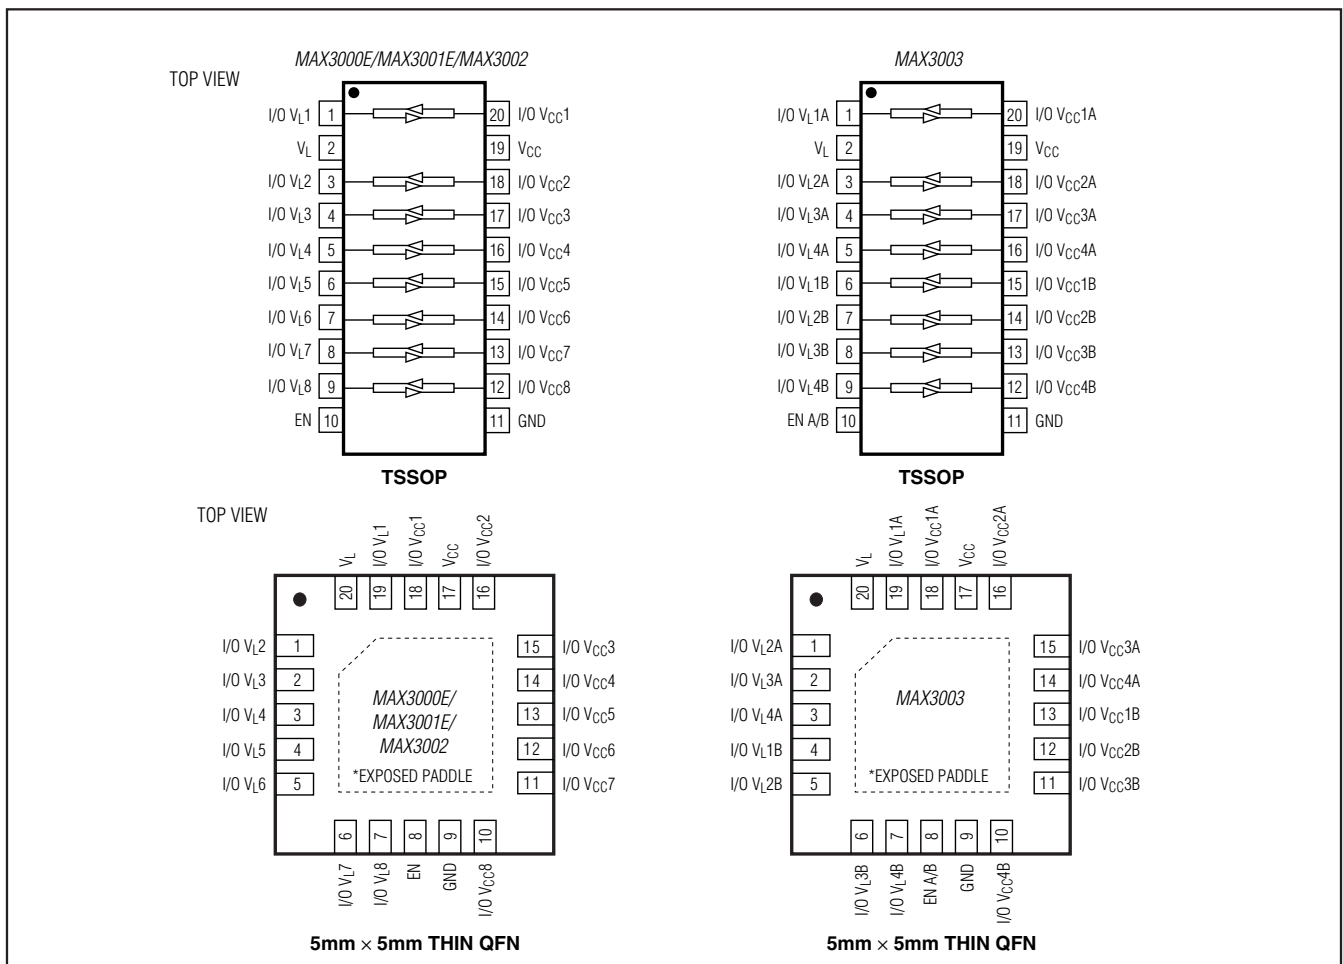 MAX3000E/MAX3001E/MAX3002
MAX3003
TOP VIEW
I/O VL1 1 20 I/O VCC1
VL 2 19 VCC
I/O VL2 3 18 I/O VCC2
I/O VL3 4 17 I/O VCC3
I/O VL4 5 16 I/O VCC4
I/O VL5 6 15 I/O VCC5
I/O VL6 7 14 I/O VCC6
I/O VL7 8 13 I/O VCC7
I/O VL8 9 12 I/O VCC8
EN 10 11 GND
TSSOP
I/O VL1A 1 20 I/O VCC1A
VL 2 19 VCC
I/O VL2A 3 18 I/O VCC2A
I/O VL3A 4 17 I/O VCC3A
I/O VL4A 5 16 I/O VCC4A
I/O VL1B 6 15 I/O VCC1B
I/O VL2B 7 14 I/O VCC2B
I/O VL3B 8 13 I/O VCC3B
I/O VL4B 9 12 I/O VCC4B
EN A/B 10 11 GND
TSSOP
TOP VIEW
VL I/O VL1 I/O VCC1 VCC I/O VCC2
20 19 18 17 16
I/O VL2 1 15 I/O VCC3
I/O VL3 2 14 I/O VCC4
I/O VL4 3 13 I/O VCC5
I/O VL5 4 12 I/O VCC6
I/O VL6 5 11 I/O VCC7
MAX3000E/
MAX3001E/
MAX3002
*EXPOSED PADDLE
6 7 8 9 10
I/O VL7 I/O VL8 EN GND I/O VCC8
5mm × 5mm THIN QFN
VL I/O VL1A I/O VCC1A VCC I/O VCC2A
20 19 18 17 16
I/O VL2A 1 15 I/O VCC3A
I/O VL3A 2 14 I/O VCC4A
I/O VL4A 3 13 I/O VCC1B
I/O VL1B 4 12 I/O VCC2B
I/O VL2B 5 11 I/O VCC3B
MAX3003
*EXPOSED PADDLE
6 7 8 9 10
I/O VL3B I/O VL4B EN A/B GND I/O VCC4B
5mm × 5mm THIN QFN